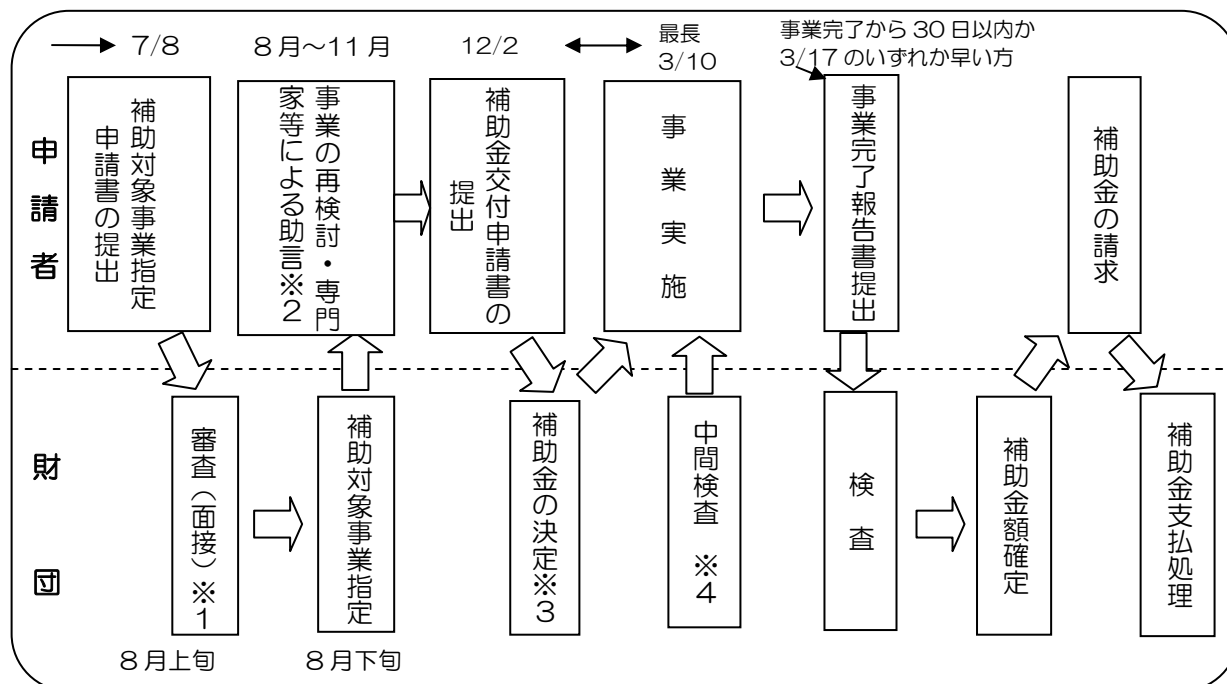 7/8
8月～11月
12/2
最長
3/10
事業完了から30日以内か
3/17のいずれか早い方
申請者
補助対象事業指定
申請書の提出
事業の再検討・専門
家等による助言※2
補助金交付申請書の
提出
事業実施
事業完了報告書提出
補助金の請求
財団
審査（面接）※1
補助対象事業指定
補助金の決定※3
中間検査 ※4
検査
補助金額確定
補助金支払処理
8月上旬
8月下旬